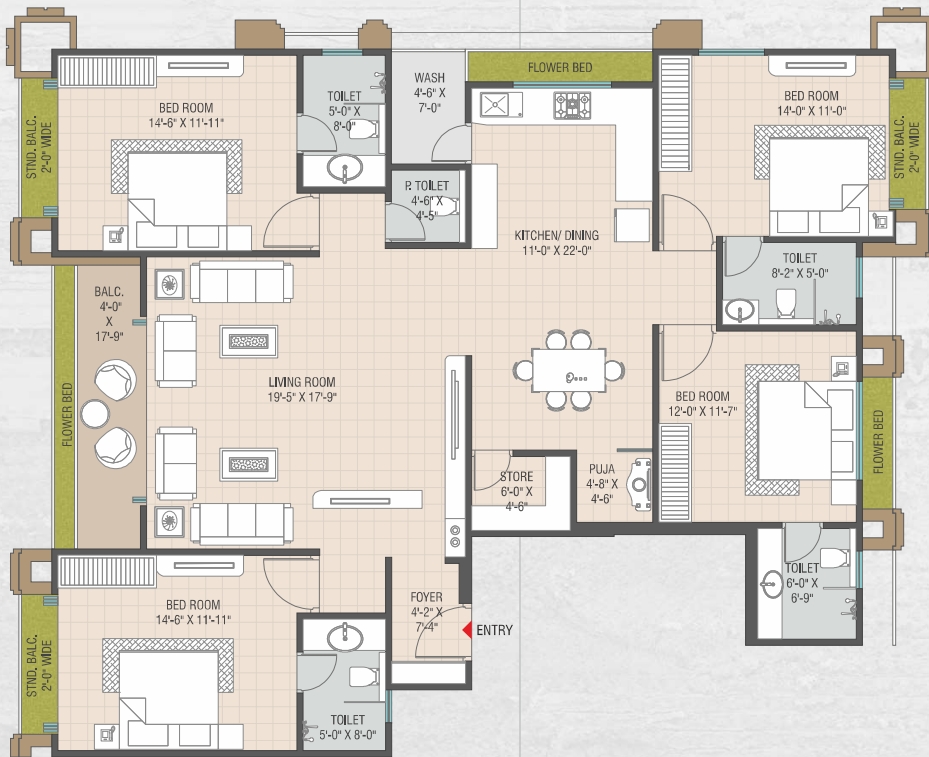 FLOWER BED
WASH
4'-6" X
7'-0"
TOILET
5'-0" X
8'-0"
BED ROOM
14'-6" X 11'-11"
STND. BALC.
2'-0" WIDE
BED ROOM
14'-0" X 11'-0"
STND. BALC.
2'-0" WIDE
P. TOILET
4'-6" X
4'-5"
KITCHEN/ DINING
11'-0" X 22'-0"
TOILET
8'-2" X 5'-0"
BALC.
4'-0"
X
17'-9"
FLOWER BED
LIVING ROOM
19'-5" X 17'-9"
BED ROOM
12'-0" X 11'-7"
FLOWER BED
STORE
6'-0" X
4'-6"
PUJA
4'-8" X
4'-6"
TOILET
6'-0" X
6'-9"
FOYER
4'-2" X
7'-4"
ENTRY
BED ROOM
14'-6" X 11'-11"
STND. BALC.
2'-0" WIDE
TOILET
5'-0" X 8'-0"